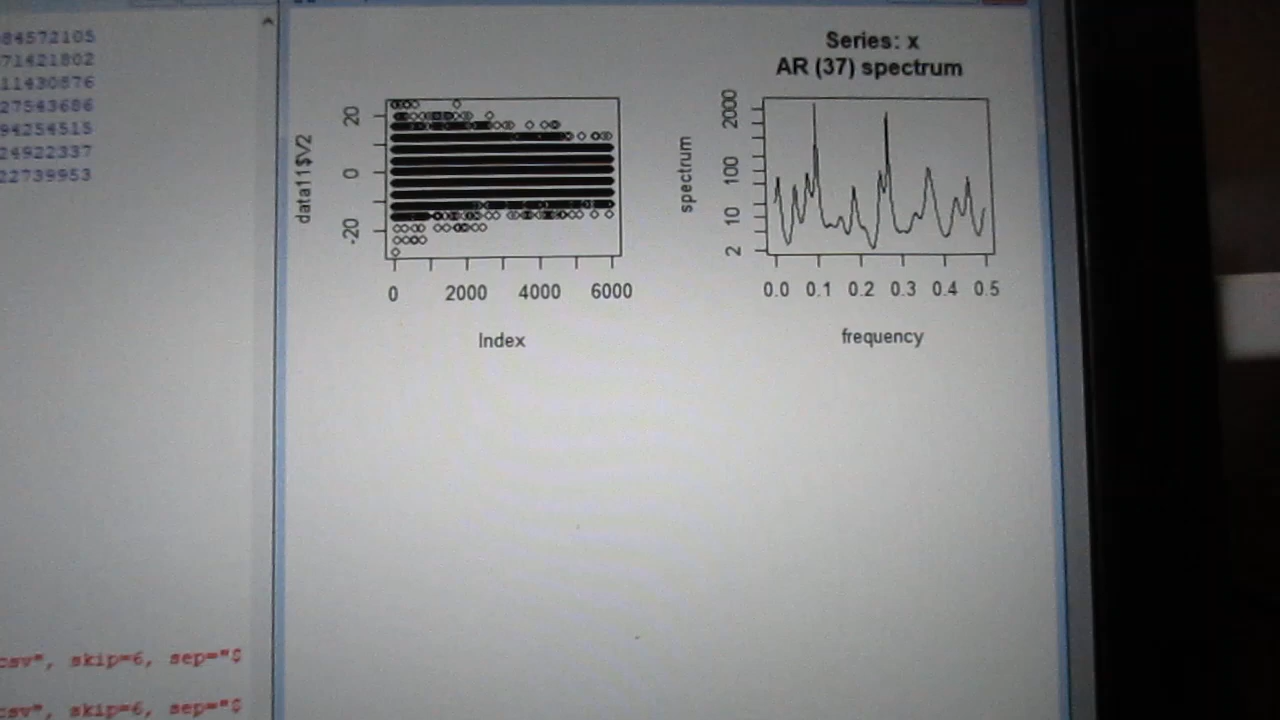 84572105
71421802
11430876
27543686
94254515
24922337
22739953
csv", skip=6, sep="$
csv", skip=6, sep="$
data11$V2
20
0
-20
0 2000 4000 6000
Index
Series: x
AR (37) spectrum
spectrum
2000
100
10
2
0.0 0.1 0.2 0.3 0.4 0.5
frequency